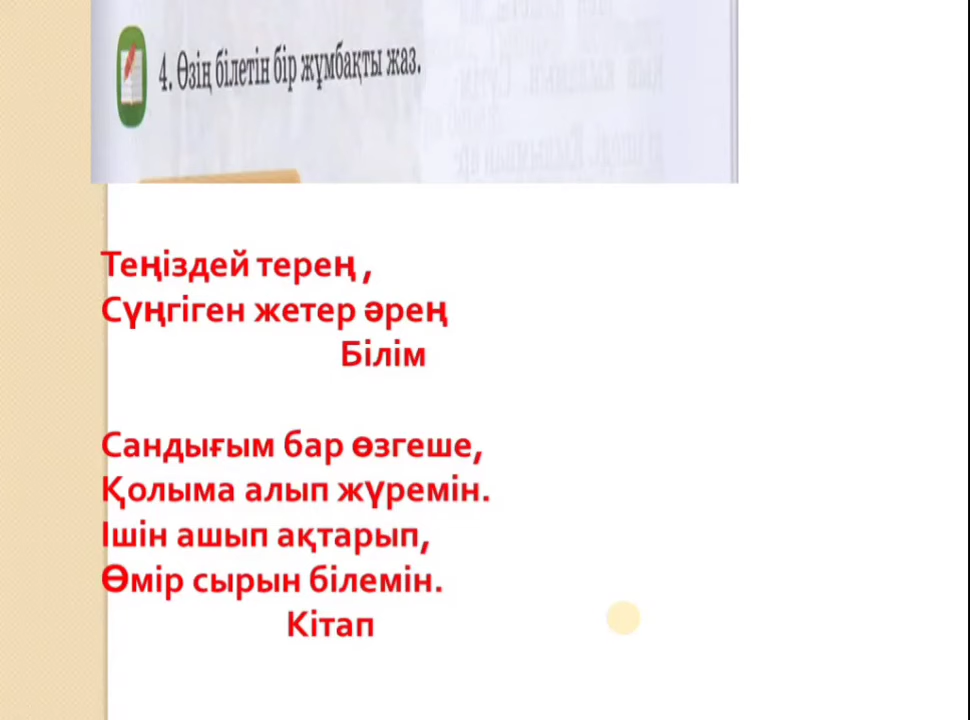 4. Өзің білетін бір жұмбақты жаз.
Теңіздей терең ,
Сүңгіген жетер әрең
Білім
Сандығым бар өзгеше,
Қолыма алып жүремін.
Ішін ашып ақтарып,
Өмір сырын білемін.
Кітап